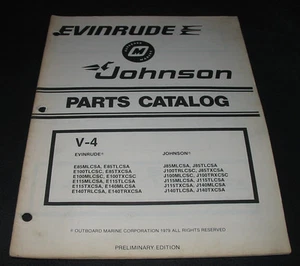 EVINRUDE E
M
Johnson
PARTS CATALOG
V-4
EVINRUDE®
JOHNSON®
E85MLCSA, E85TLCSA
J85MLCSA, J85TLCSA
E100TLCSC, E85TXCSA
J100TRLCSC, J85TXCSA
E100MLCSC, E100TXCSC
J100MLCSC, J100TRXCSC
E115MLCSA, E115TLCSA
J115MLCSA, J115TLCSA
E115TXCSA, E140MLCSA
J115TXCSA, J140MLCSA
E140TRLCSA, E140TRXCSA
J140TLCSA, J140TXCSA
OUTBOARD MARINE CORPORATION 1979 ALL RIGHTS RESERVED
PRELIMINARY EDITION